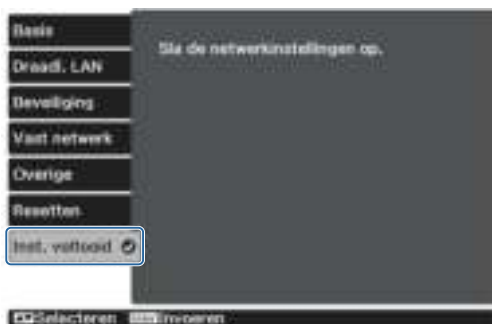 Basis
Draadl. LAN
Beveiliging
Vast netwerk
Overige
Resetten
Inst. voltooid
Sla de netwerkinstellingen op.
Selecteren Invoeren